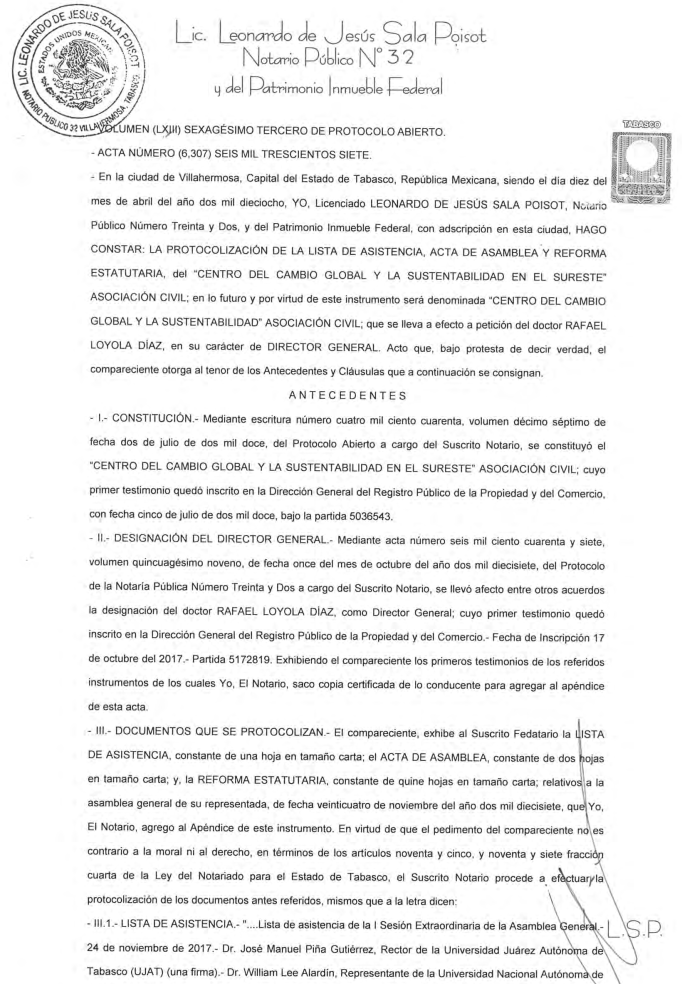 LIC. LEONARDO DE JESÚS SALA POISOT
ESTADOS UNIDOS MEXICANOS
NOTARIO PUBLICO 32 VILLAHERMOSA, TABASCO.
Lic. Leonardo de Jesús Sala Poisot
Notario Público N° 32
y del Patrimonio Inmueble Federal
TABASCO
VOLUMEN (LXIII) SEXAGÉSIMO TERCERO DE PROTOCOLO ABIERTO.
- ACTA NÚMERO (6,307) SEIS MIL TRESCIENTOS SIETE.
- En la ciudad de Villahermosa, Capital del Estado de Tabasco, República Mexicana, siendo el día diez del
mes de abril del año dos mil dieciocho, YO, Licenciado LEONARDO DE JESÚS SALA POISOT, Notario
Público Número Treinta y Dos, y del Patrimonio Inmueble Federal, con adscripción en esta ciudad, HAGO
CONSTAR: LA PROTOCOLIZACIÓN DE LA LISTA DE ASISTENCIA, ACTA DE ASAMBLEA Y REFORMA
ESTATUTARIA, del "CENTRO DEL CAMBIO GLOBAL Y LA SUSTENTABILIDAD EN EL SURESTE"
ASOCIACIÓN CIVIL; en lo futuro y por virtud de este instrumento será denominada "CENTRO DEL CAMBIO
GLOBAL Y LA SUSTENTABILIDAD" ASOCIACIÓN CIVIL; que se lleva a efecto a petición del doctor RAFAEL
LOYOLA DÍAZ, en su carácter de DIRECTOR GENERAL. Acto que, bajo protesta de decir verdad, el
compareciente otorga al tenor de los Antecedentes y Cláusulas que a continuación se consignan.
A N T E C E D E N T E S
- I.- CONSTITUCIÓN.- Mediante escritura número cuatro mil ciento cuarenta, volumen décimo séptimo de
fecha dos de julio de dos mil doce, del Protocolo Abierto a cargo del Suscrito Notario, se constituyó el
"CENTRO DEL CAMBIO GLOBAL Y LA SUSTENTABILIDAD EN EL SURESTE" ASOCIACIÓN CIVIL; cuyo
primer testimonio quedó inscrito en la Dirección General del Registro Público de la Propiedad y del Comercio,
con fecha cinco de julio de dos mil doce, bajo la partida 5036543.
- II.- DESIGNACIÓN DEL DIRECTOR GENERAL.- Mediante acta número seis mil ciento cuarenta y siete,
volumen quincuagésimo noveno, de fecha once del mes de octubre del año dos mil diecisiete, del Protocolo
de la Notaría Pública Número Treinta y Dos a cargo del Suscrito Notario, se llevó afecto entre otros acuerdos
la designación del doctor RAFAEL LOYOLA DÍAZ, como Director General; cuyo primer testimonio quedó
inscrito en la Dirección General del Registro Público de la Propiedad y del Comercio.- Fecha de Inscripción 17
de octubre del 2017.- Partida 5172819. Exhibiendo el compareciente los primeros testimonios de los referidos
instrumentos de los cuales Yo, El Notario, saco copia certificada de lo conducente para agregar al apéndice
de esta acta.
- III.- DOCUMENTOS QUE SE PROTOCOLIZAN.- El compareciente, exhibe al Suscrito Fedatario la LISTA
DE ASISTENCIA, constante de una hoja en tamaño carta; el ACTA DE ASAMBLEA, constante de dos hojas
en tamaño carta; y, la REFORMA ESTATUTARIA, constante de quine hojas en tamaño carta; relativos a la
asamblea general de su representada, de fecha veinticuatro de noviembre del año dos mil diecisiete, que Yo,
El Notario, agrego al Apéndice de este instrumento. En virtud de que el pedimento del compareciente no es
contrario a la moral ni al derecho, en términos de los artículos noventa y cinco, y noventa y siete fracción
cuarta de la Ley del Notariado para el Estado de Tabasco, el Suscrito Notario procede a efectuar la
protocolización de los documentos antes referidos, mismos que a la letra dicen:
- III.1.- LISTA DE ASISTENCIA.- "....Lista de asistencia de la I Sesión Extraordinaria de la Asamblea General.-
L.S.P.
24 de noviembre de 2017.- Dr. José Manuel Piña Gutiérrez, Rector de la Universidad Juárez Autónoma de
Tabasco (UJAT) (una firma).- Dr. William Lee Alardín, Representante de la Universidad Nacional Autónoma de